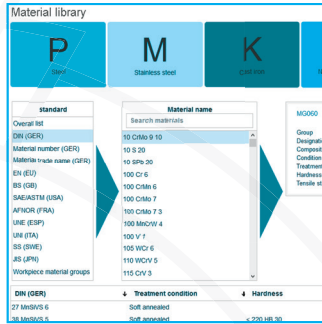 Material library
P
Steel
M
Stainless steel
K
Cast iron
standard
Overall list
DIN (GER)
Material number (GER)
Material trade name (GER)
EN (EU)
BS (GB)
SAE/ASTM (USA)
AFNOR (FRA)
UNE (ESP)
UNI (ITA)
SS (SWE)
JIS (JPN)
Workpiece material groups
Material name
Search materials
10 CrMo 9 10
10 S 20
10 SPb 20
100 Cr 6
100 CrMn 6
100 CrMo 7
100 CrMo 7 3
100 MnCrW 4
100 V 1
105 WCr 6
110 WCrV 5
115 CrV 3
MG060
Group
Designati
Composit
Condition
Treatment
Hardness
Tensile st
DIN (GER) ↓ Treatment condition ↓ Hardness
27 MnSiVS 6 Soft annealed
38 MnSiVS 5 Soft annealed < 220 HB 30